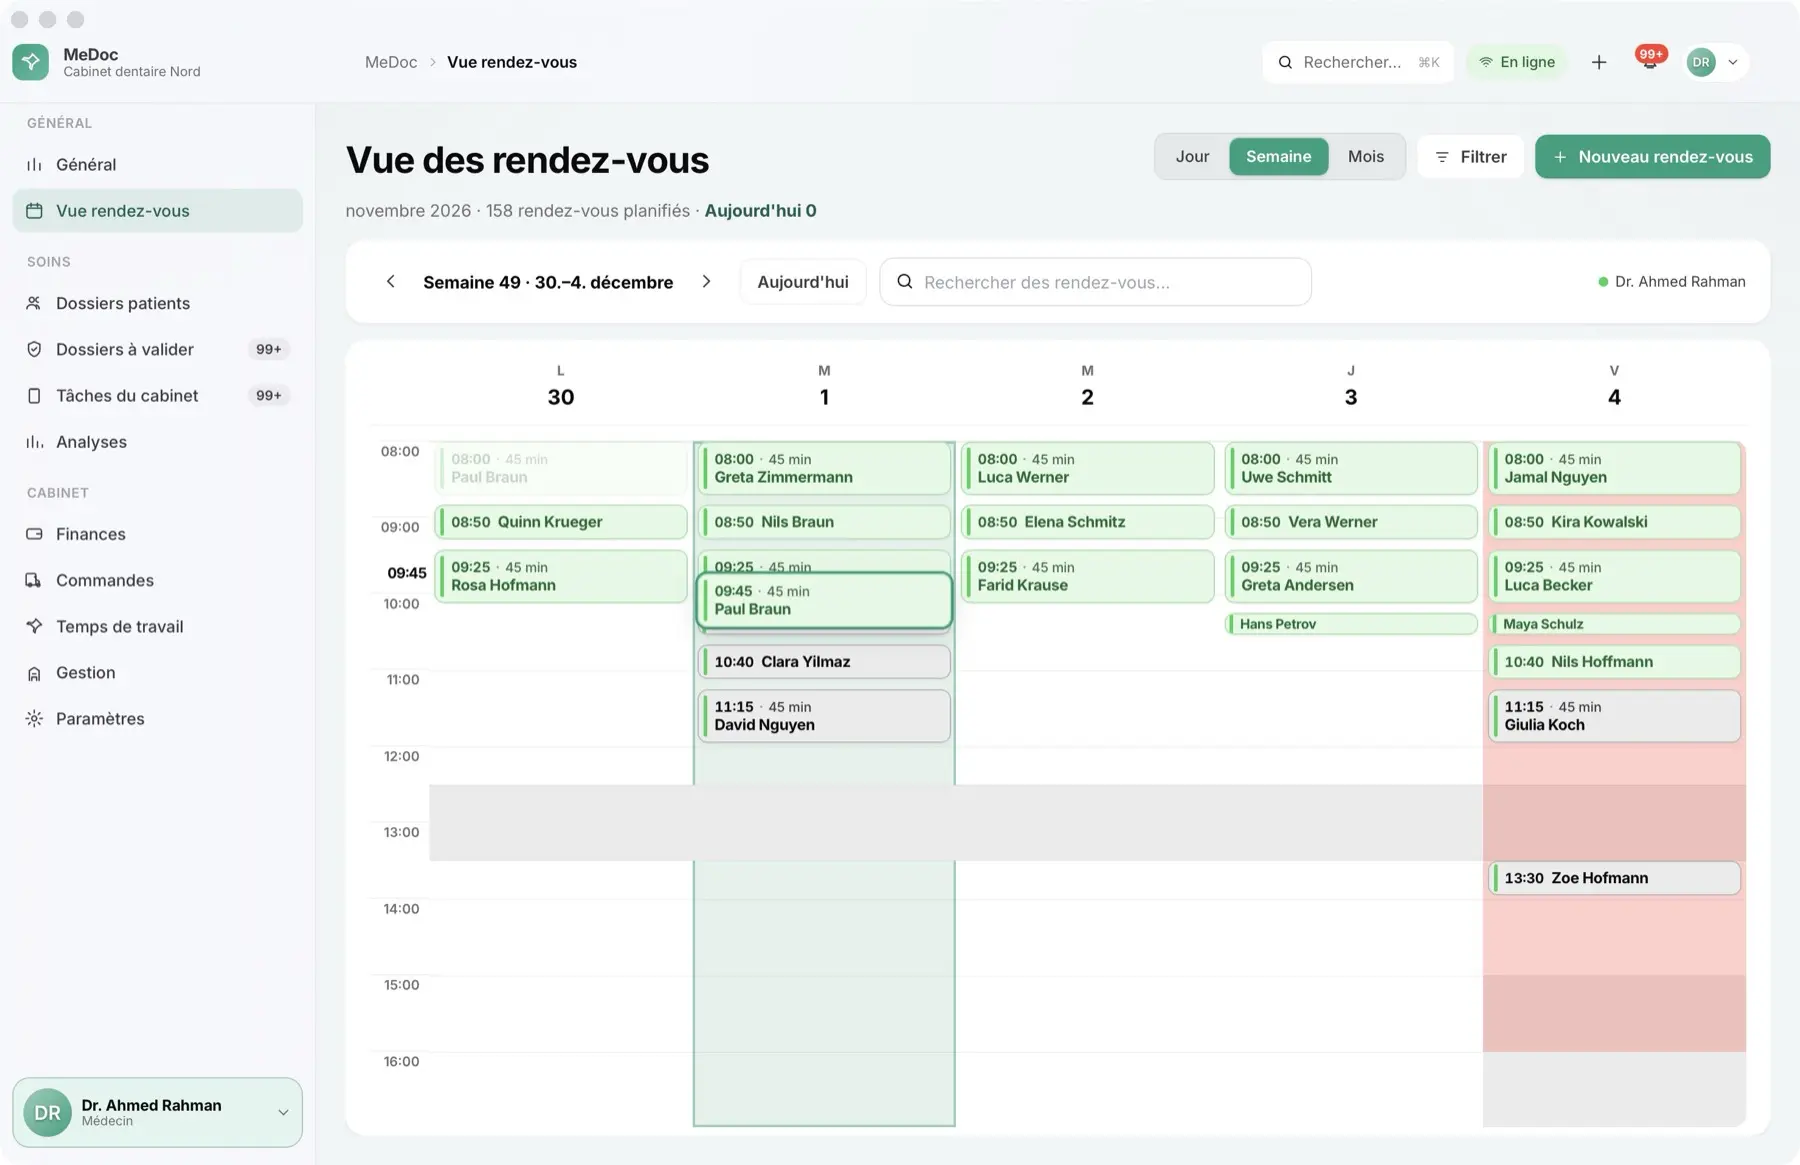 MeDoc
Cabinet dentaire Nord
MeDoc > Vue rendez-vous
Rechercher... ⌘K
En ligne
99+
DR
GÉNÉRAL
Général
Vue rendez-vous
SOINS
Dossiers patients
Dossiers à valider 99+
Tâches du cabinet 99+
Analyses
CABINET
Finances
Commandes
Temps de travail
Gestion
Paramètres
DR
Dr. Ahmed Rahman
Médecin
Vue des rendez-vous
Jour Semaine Mois
Filtrer
+ Nouveau rendez-vous
novembre 2026 · 158 rendez-vous planifiés · Aujourd'hui 0
Semaine 49 · 30.–4. décembre
Aujourd'hui
Rechercher des rendez-vous...
Dr. Ahmed Rahman
L
30
M
1
M
2
J
3
V
4
08:00
09:00
09:45
10:00
11:00
12:00
13:00
14:00
15:00
16:00
08:00 · 45 min
Paul Braun
08:50 Quinn Krueger
09:25 · 45 min
Rosa Hofmann
08:00 · 45 min
Greta Zimmermann
08:50 Nils Braun
09:25 · 45 min
09:45 · 45 min
Paul Braun
10:40 Clara Yilmaz
11:15 · 45 min
David Nguyen
08:00 · 45 min
Luca Werner
08:50 Elena Schmitz
09:25 · 45 min
Farid Krause
08:00 · 45 min
Uwe Schmitt
08:50 Vera Werner
09:25 · 45 min
Greta Andersen
Hans Petrov
08:00 · 45 min
Jamal Nguyen
08:50 Kira Kowalski
09:25 · 45 min
Luca Becker
Maya Schulz
10:40 Nils Hoffmann
11:15 · 45 min
Giulia Koch
13:30 Zoe Hofmann